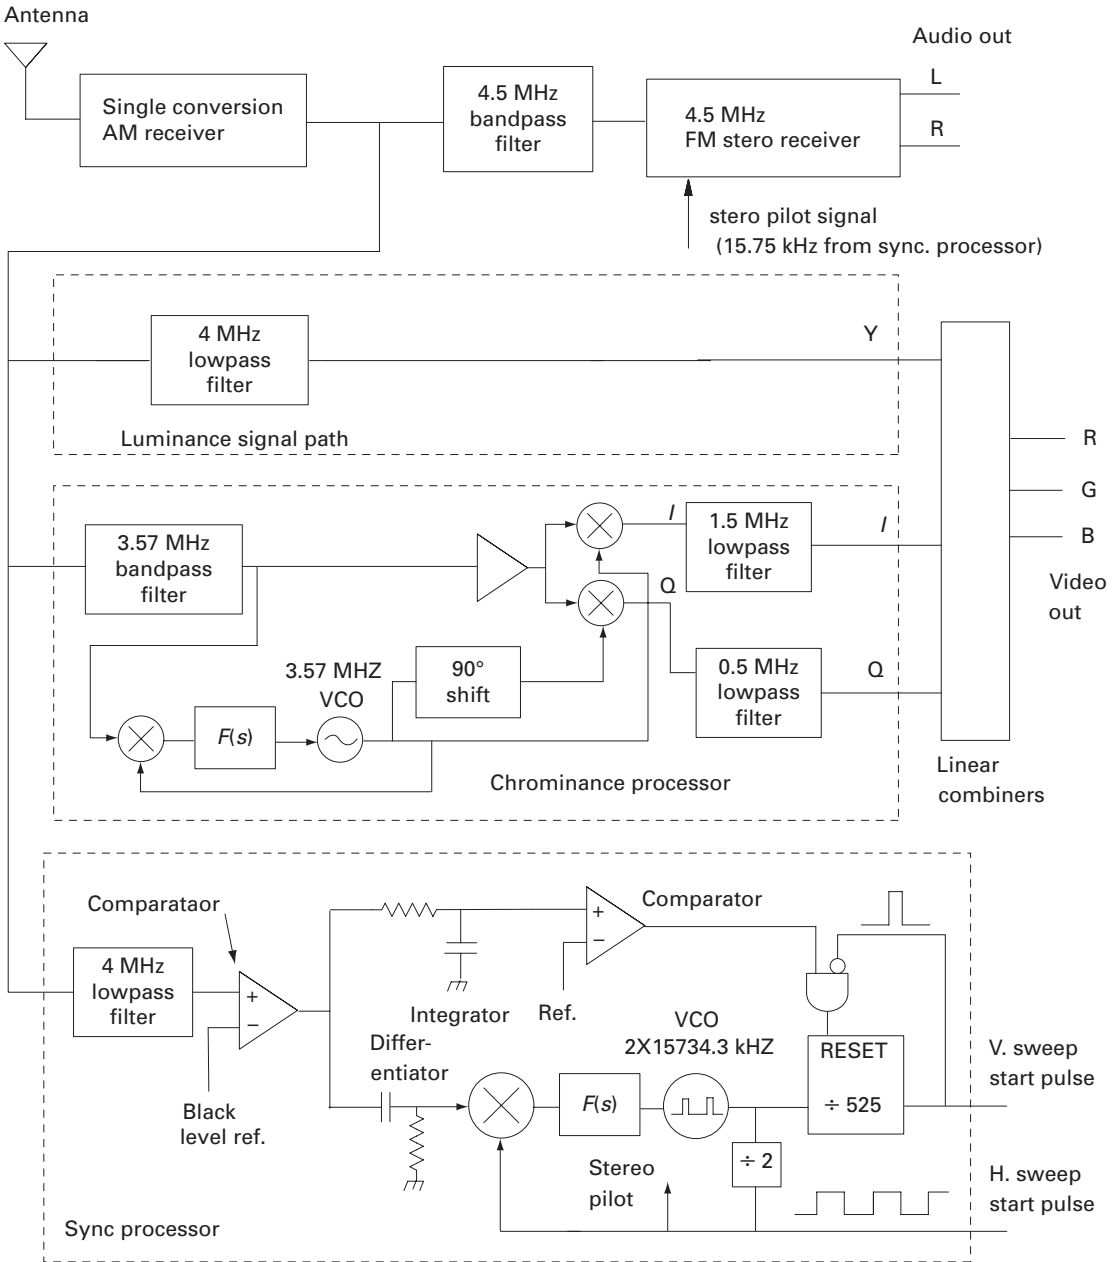 Antenna
Single conversion
AM receiver
4.5 MHz
bandpass
filter
4.5 MHz
FM stero receiver
Audio out
L
R
stero pilot signal
(15.75 kHz from sync. processor)
4 MHz
lowpass
filter
Y
Luminance signal path
3.57 MHz
bandpass
filter
I
1.5 MHz
lowpass
filter
I
Q
3.57 MHZ
VCO
90°
shift
0.5 MHz
lowpass
filter
Q
F(s)
Chrominance processor
R
G
B
Video
out
Linear
combiners
Comparataor
4 MHz
lowpass
filter
+
−
Black
level ref.
Integrator
+
−
Ref.
Comparator
Differ-
entiator
F(s)
VCO
2X15734.3 kHZ
RESET
÷ 525
÷ 2
Stereo
pilot
V. sweep
start pulse
H. sweep
start pulse
Sync processor